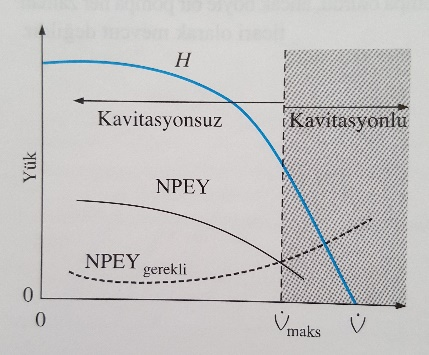 H
Kavitasyonsuz
Kavitasyonlu
Yük
NPEY
NPEY gerekli
0
0
V̇maks
V̇